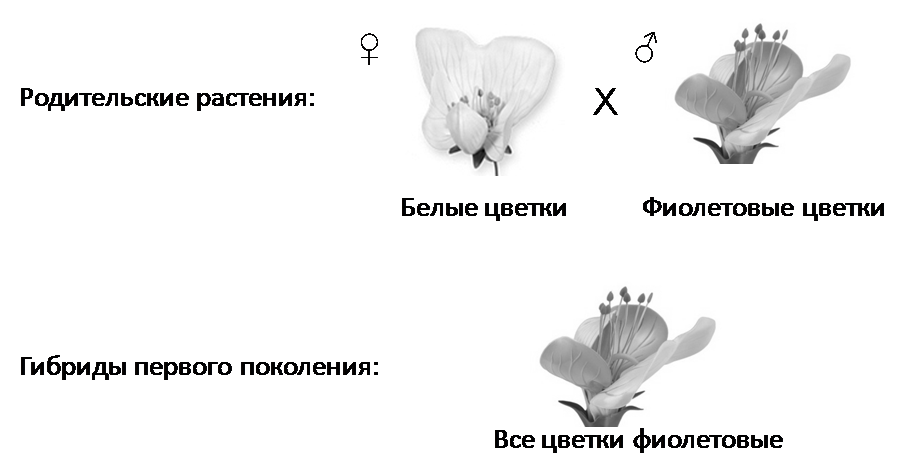 ♀ ♂
Родительские растения: X
Белые цветки Фиолетовые цветки
Гибриды первого поколения:
Все цветки фиолетовые